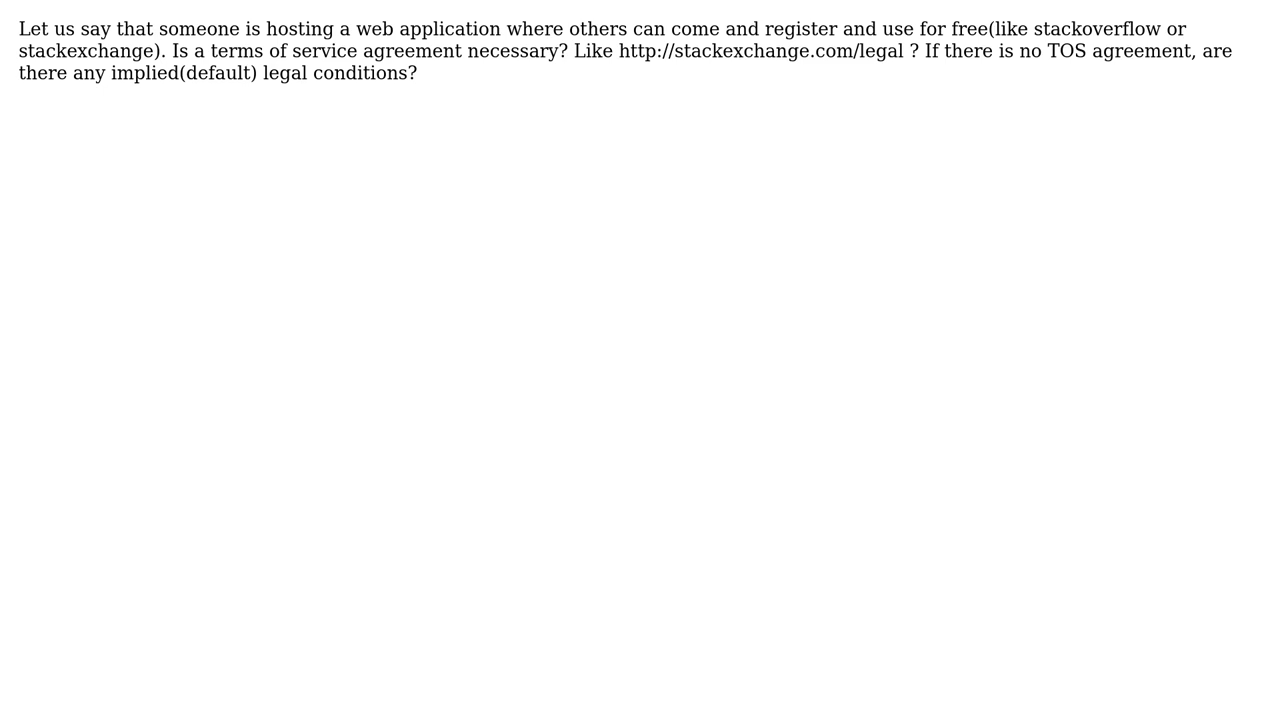 Let us say that someone is hosting a web application where others can come and register and use for free(like stackoverflow or
stackexchange). Is a terms of service agreement necessary? Like http://stackexchange.com/legal ? If there is no TOS agreement, are
there any implied(default) legal conditions?